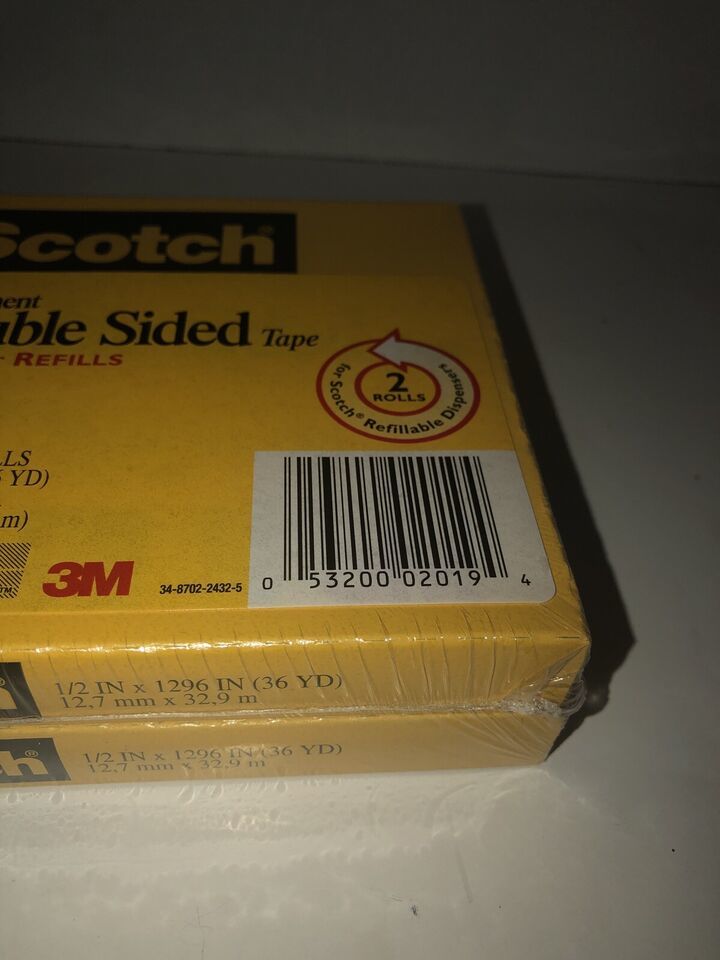 Scotch®
ble Sided Tape
REFILLS
2
ROLLS
for Scotch® Refillable Dispensers
LS
YD)
m)
TM
3M
34-8702-2432-5
0 53200 02019 4
1/2 IN x 1296 IN (36 YD)
12,7 mm x 32,9 m
ch®
1/2 IN x 1296 IN (36 YD)
12,7 mm x 32,9 m